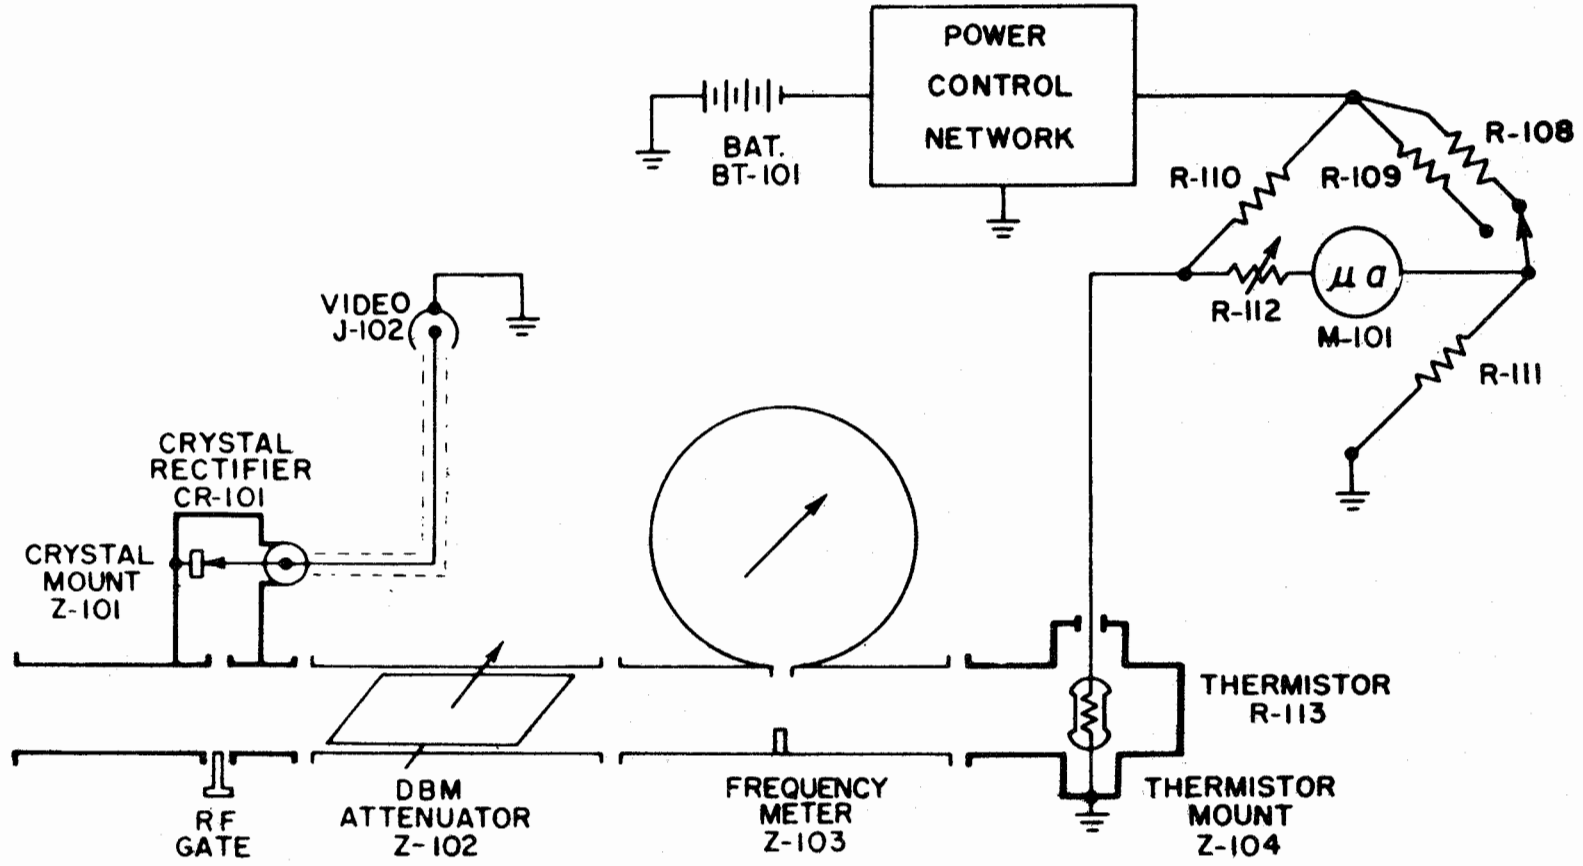 POWER
CONTROL
NETWORK
BAT.
BT-101
R-108
R-110
R-109
R-112
μa
M-101
R-111
VIDEO
J-102
CRYSTAL
RECTIFIER
CR-101
CRYSTAL
MOUNT
Z-101
THERMISTOR
R-113
RF
GATE
DBM
ATTENUATOR
Z-102
FREQUENCY
METER
Z-103
THERMISTOR
MOUNT
Z-104